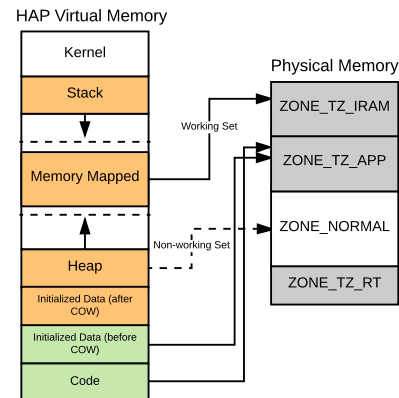 HAP Virtual Memory
Kernel
Stack
Memory Mapped
Heap
Initialized Data (after
COW)
Initialized Data (before
COW)
Code
Working Set
Non-working Set
Physical Memory
ZONE_TZ_IRAM
ZONE_TZ_APP
ZONE_NORMAL
ZONE_TZ_RT